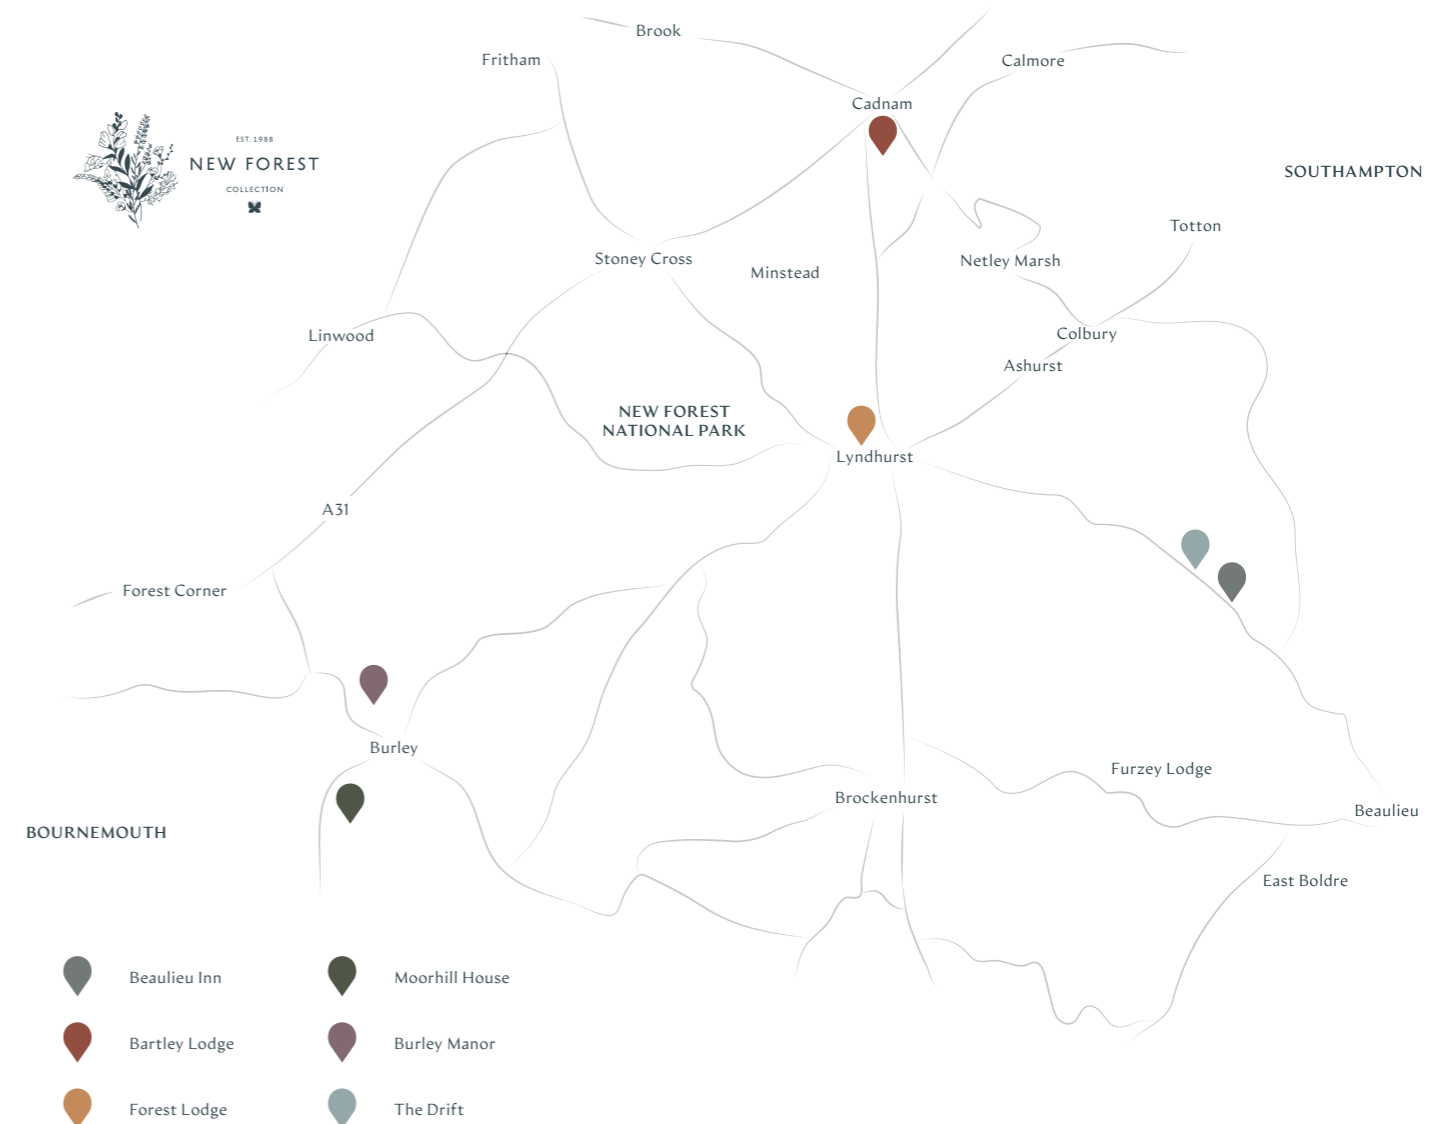 Brook
Fritham
Calmore
Cadnam
EST. 1988
NEW FOREST
COLLECTION
SOUTHAMPTON
Totton
Stoney Cross
Minstead
Netley Marsh
Linwood
Colbury
Ashurst
NEW FOREST
NATIONAL PARK
Lyndhurst
A31
Forest Corner
Burley
Furzey Lodge
Brockenhurst
Beaulieu
BOURNEMOUTH
East Boldre
Beaulieu Inn
Moorhill House
Bartley Lodge
Burley Manor
Forest Lodge
The Drift